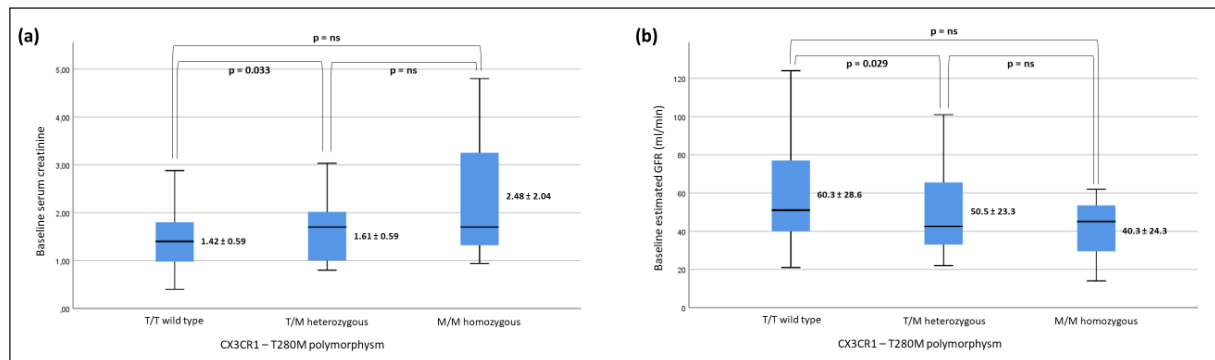 (a)
p = ns
p = 0.033
p = ns
Baseline serum creatinine
5,00
4,00
3,00
2,00
1,00
,00
1.42 ± 0.59
1.61 ± 0.59
2.48 ± 2.04
T/T wild type
T/M heterozygous
M/M homozygous
CX3CR1 – T280M polymorphysm
(b)
p = ns
p = 0.029
p = ns
Baseline estimated GFR (ml/min)
120
100
80
60
40
20
0
60.3 ± 28.6
50.5 ± 23.3
40.3 ± 24.3
T/T wild type
T/M heterozygous
M/M homozygous
CX3CR1 – T280M polymorphysm